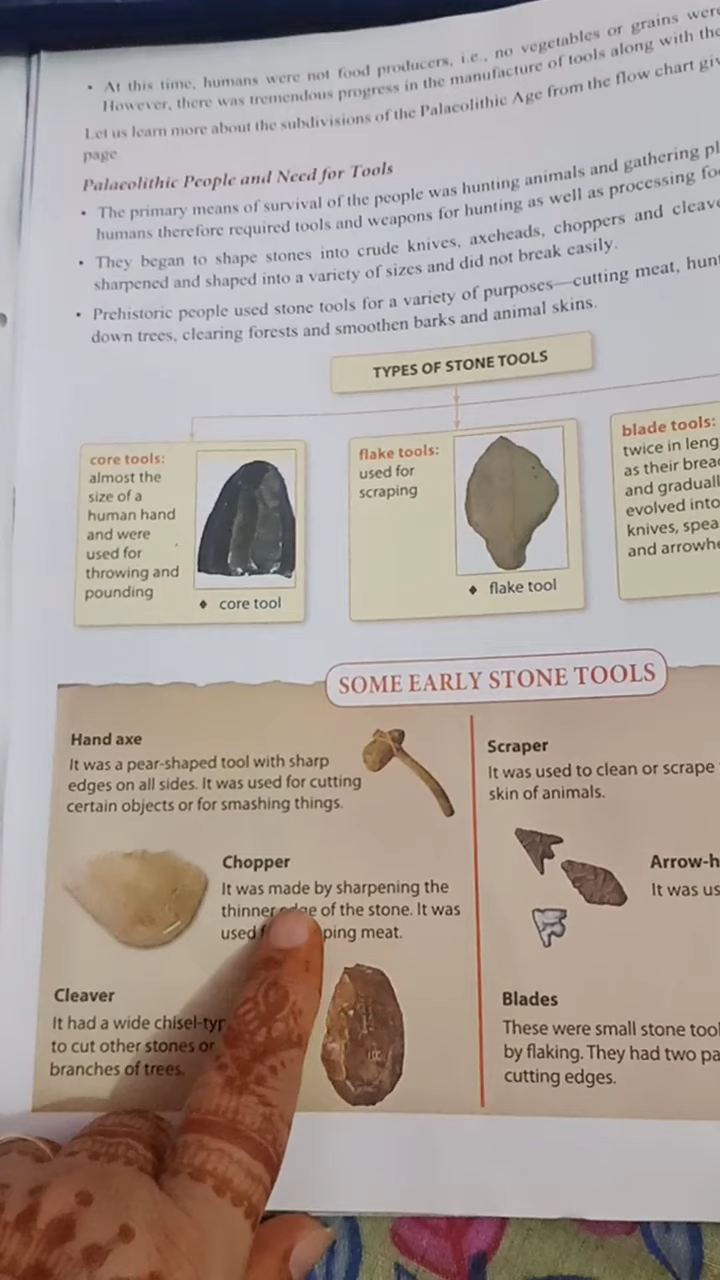 • At this time, humans were not food producers, i.e., no vegetables or grains were
However, there was tremendous progress in the manufacture of tools along with the
Let us learn more about the subdivisions of the Palaeolithic Age from the flow chart giv
page.
Palaeolithic People and Need for Tools
• The primary means of survival of the people was hunting animals and gathering pl
humans therefore required tools and weapons for hunting as well as processing fo
• They began to shape stones into crude knives, axeheads, choppers and cleave
sharpened and shaped into a variety of sizes and did not break easily.
• Prehistoric people used stone tools for a variety of purposes—cutting meat, hunt
down trees, clearing forests and smoothen barks and animal skins.
TYPES OF STONE TOOLS
core tools:
almost the
size of a
human hand
and were
used for
throwing and
pounding
♦ core tool
flake tools:
used for
scraping
♦ flake tool
blade tools:
twice in leng
as their brea
and graduall
evolved into
knives, spea
and arrowhe
SOME EARLY STONE TOOLS
Hand axe
It was a pear-shaped tool with sharp
edges on all sides. It was used for cutting
certain objects or for smashing things.
Chopper
It was made by sharpening the
thinner edge of the stone. It was
used ping meat.
Cleaver
It had a wide chisel-typ
to cut other stones or
branches of trees.
Scraper
It was used to clean or scrape
skin of animals.
Arrow-h
It was us
Blades
These were small stone tool
by flaking. They had two pa
cutting edges.